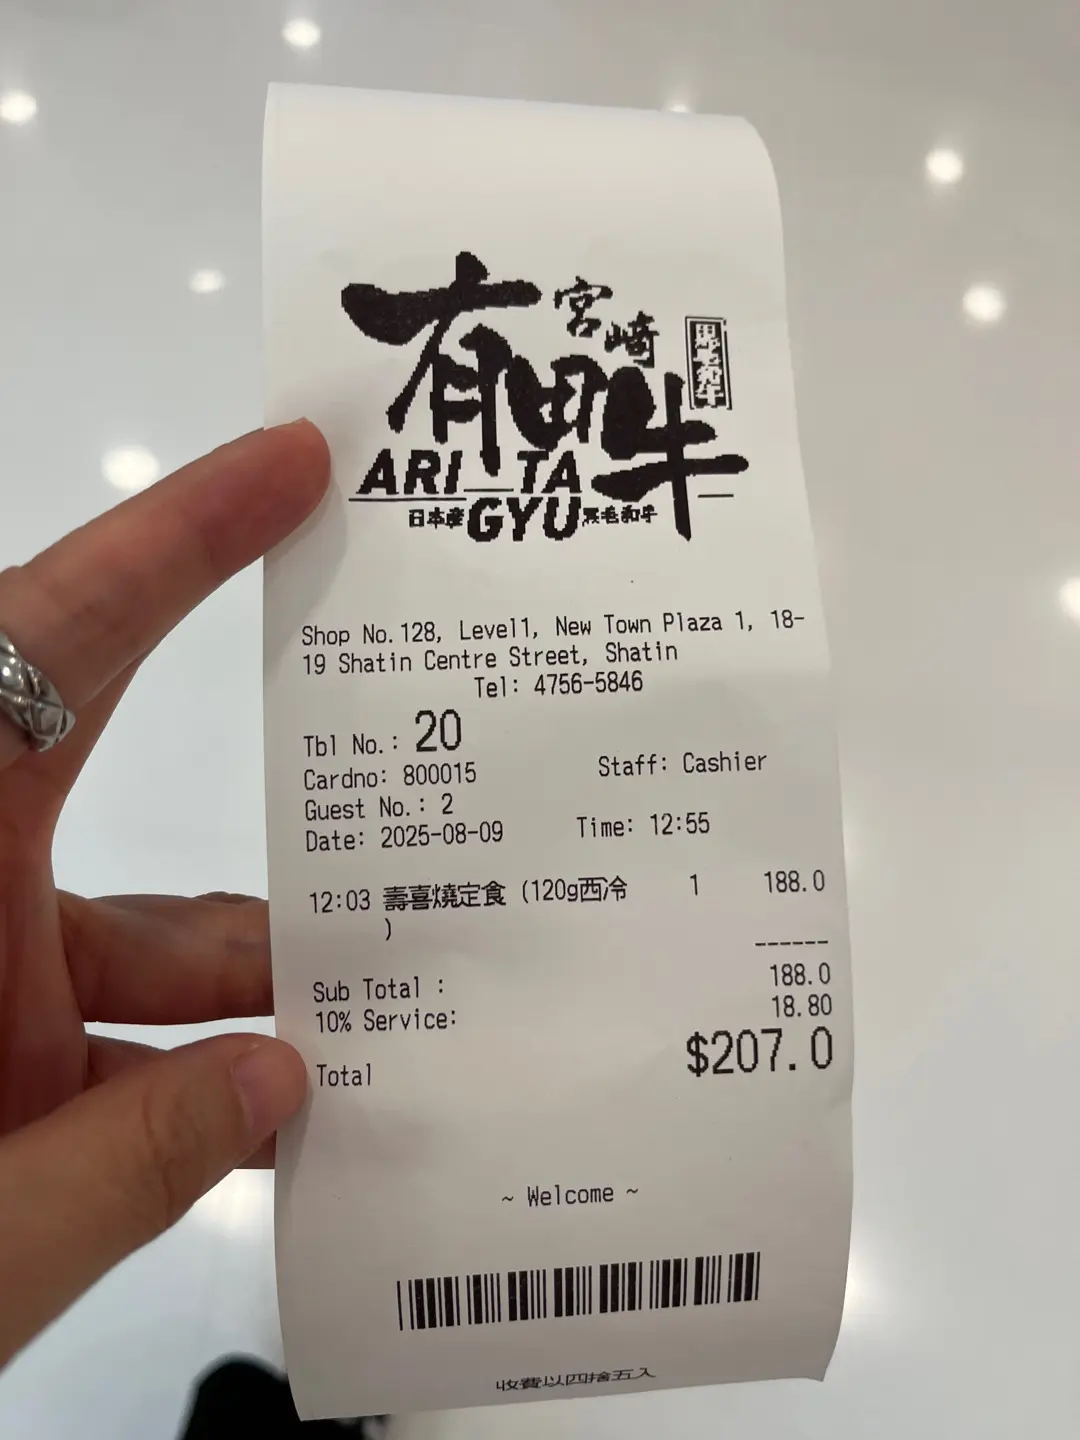 有田牛
宮崎
黒毛和牛
ARITA
日本産 GYU 黒毛和牛
Shop No.128, Level1, New Town Plaza 1, 18-
19 Shatin Centre Street, Shatin
Tel: 4756-5846
Tbl No.: 20
Cardno: 800015 Staff: Cashier
Guest No.: 2
Date: 2025-08-09 Time: 12:55
12:03 壽喜燒定食 (120g西冷 1 188.0
)
------
Sub Total : 188.0
10% Service: 18.80
Total $207.0
~ Welcome ~
收費以四捨五入